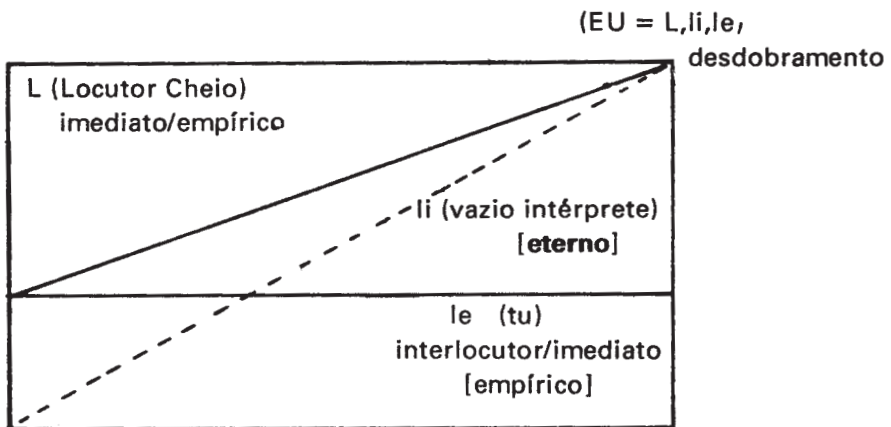 (EU = L,li,le,
desdobramento
L (Locutor Cheio)
imediato/empírico
li (vazio intérprete)
[eterno]
le (tu)
interlocutor/imediato
[empírico]